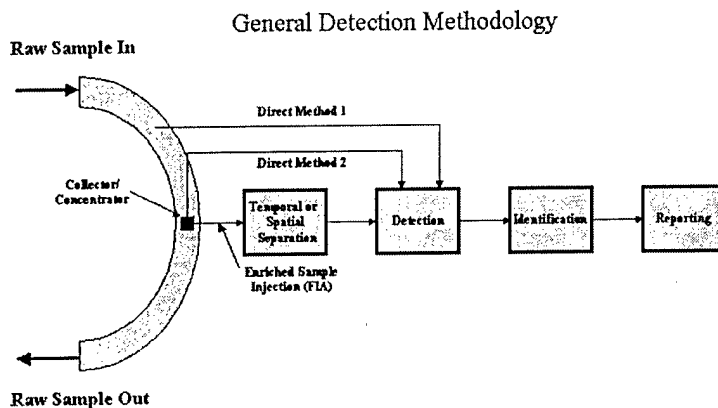 General Detection Methodology
Raw Sample In
Direct Method 1
Direct Method 2
Collector/
Concentrator
Temporal or
Spatial
Separation
Detection
Identification
Reporting
Enriched Sample
Injection (FIA)
Raw Sample Out